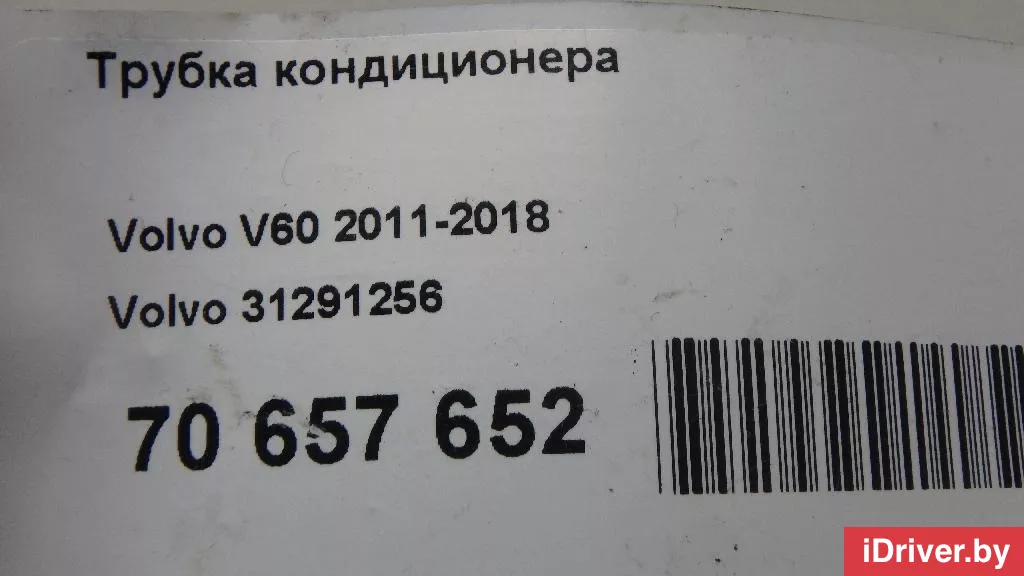 Трубка кондиционера
Volvo V60 2011-2018
Volvo 31291256
70 657 652
iDriver.by